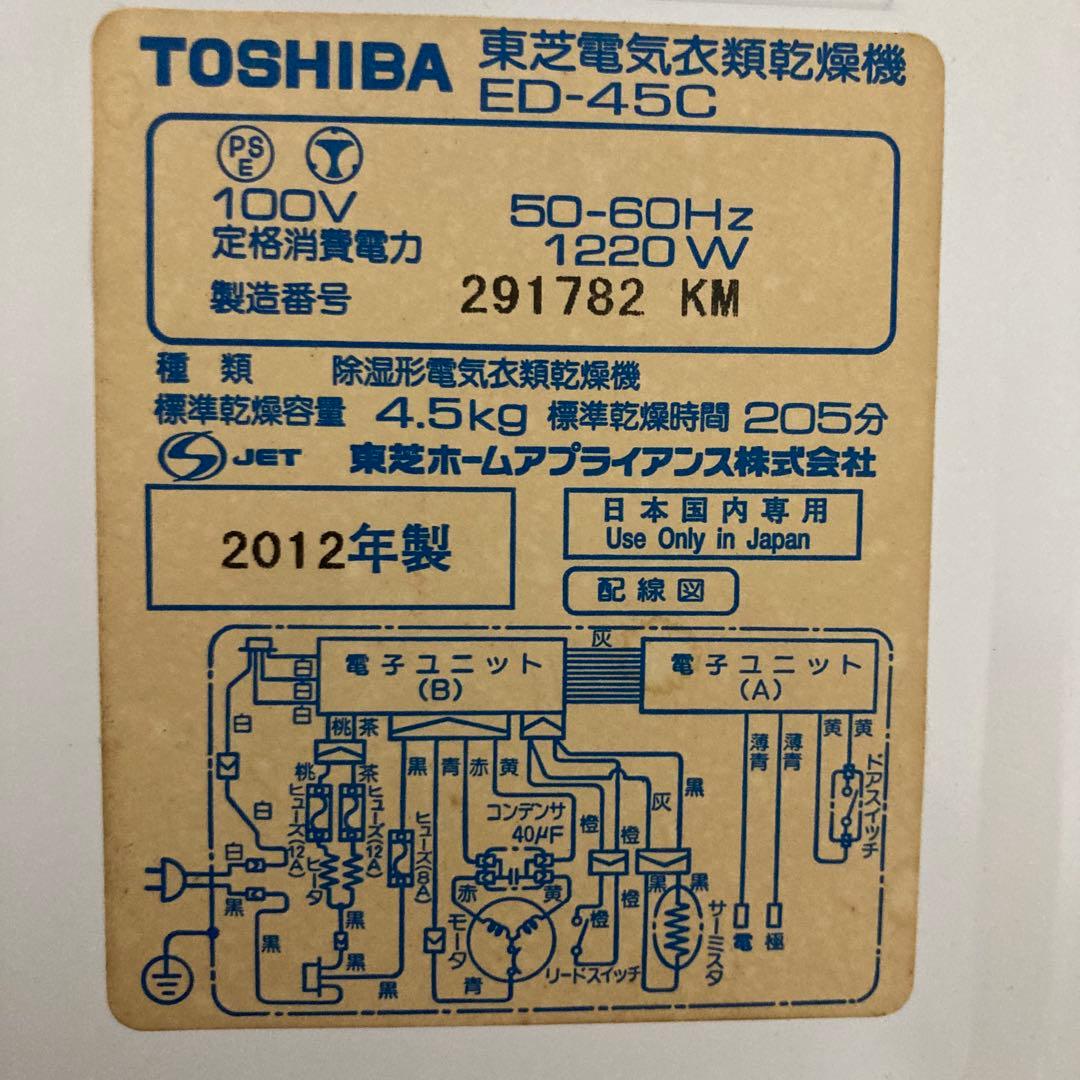 TOSHIBA 東芝電気衣類乾燥機
ED-45C
PS
E
100V 50-60Hz
定格消費電力 1220W
製造番号 291782 KM
種類 除湿形電気衣類乾燥機
標準乾燥容量 4.5kg 標準乾燥時間 205分
JET 東芝ホームアプライアンス株式会社
2012年製
日本国内専用
Use Only in Japan
配線図
灰
電子ユニット
(B)
電子ユニット
(A)
白
白
白
白
桃 茶
黒 青 赤 黄
薄青
薄青
黄 黄
ドアスイッチ
桃 茶
ヒューズ(12A)
ヒューズ(12A)
ヒータ
ヒューズ(8A)
コンデンサ
40μF
橙
橙
灰
黒
白
白
黒
赤
黄
橙
橙
黒
黒
サーミスタ
電
極
モータ
黒
黒
黒
黒
青
リードスイッチ